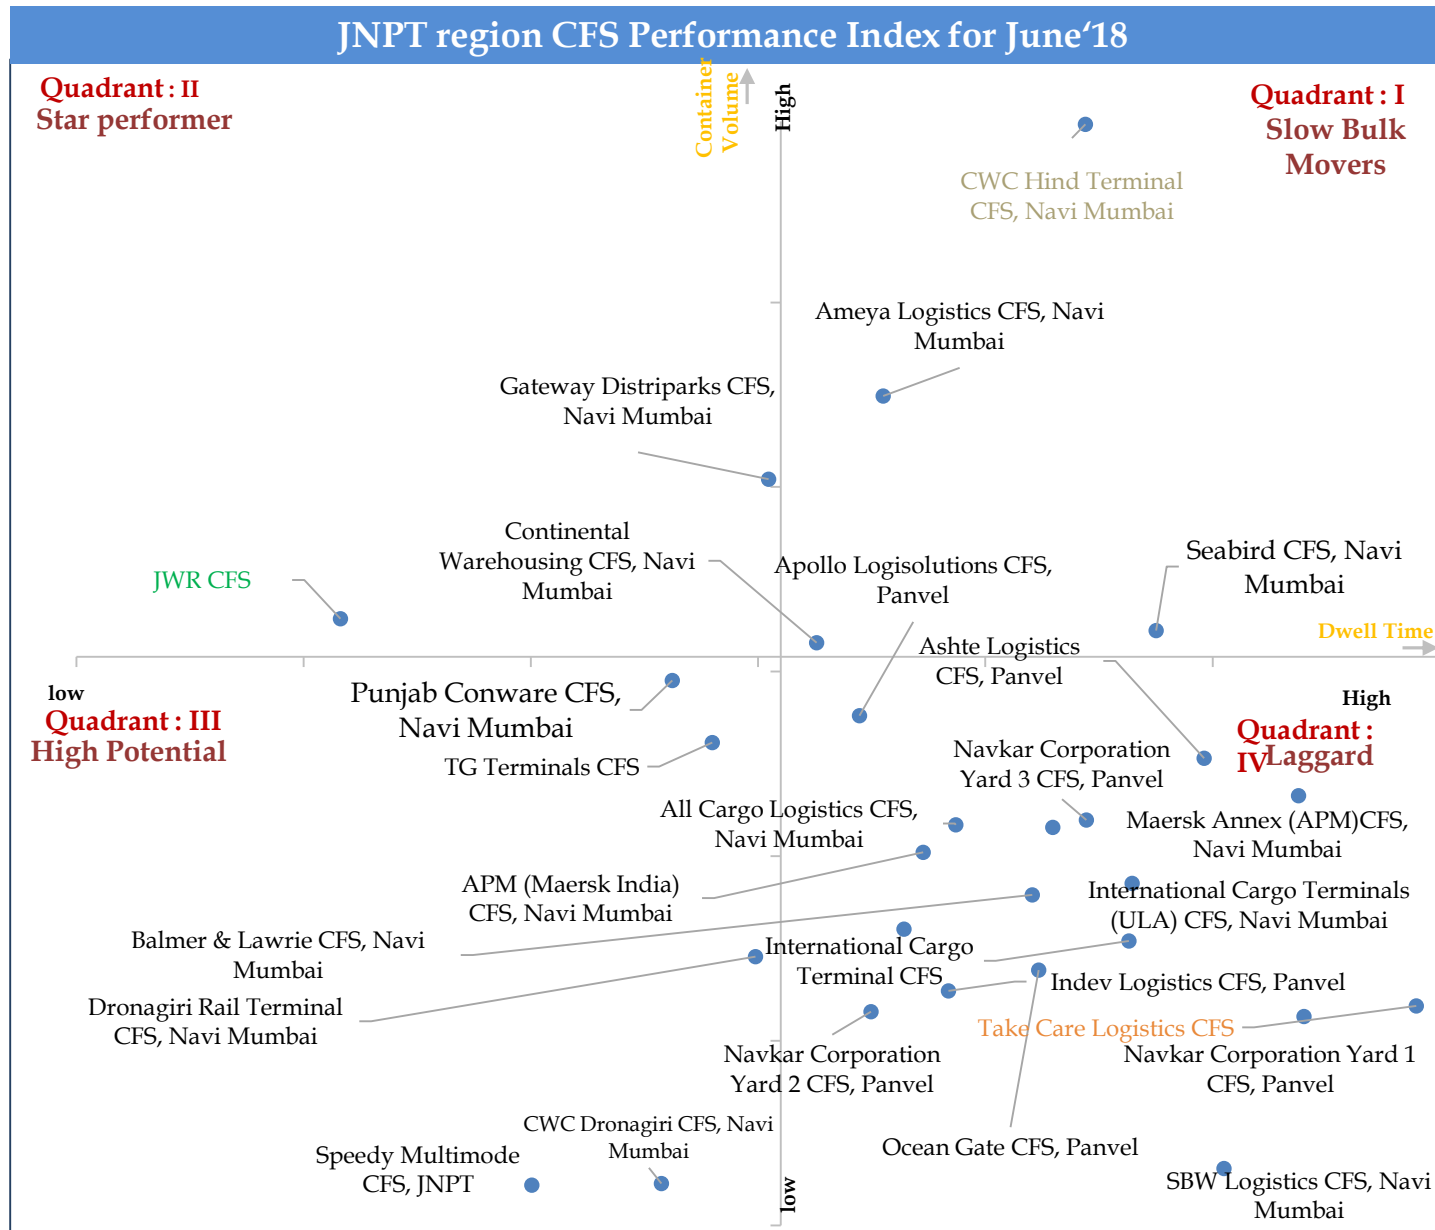 JNPT region CFS Performance Index for June‘18
Quadrant : II
Star performer
Container
Volume
High
Quadrant : I
Slow Bulk
Movers
CWC Hind Terminal
CFS, Navi Mumbai
Ameya Logistics CFS, Navi
Mumbai
Gateway Distriparks CFS,
Navi Mumbai
Continental
Warehousing CFS, Navi
Mumbai
Apollo Logisolutions CFS,
Panvel
Seabird CFS, Navi
Mumbai
JWR CFS
Dwell Time
Ashte Logistics
CFS, Panvel
low
High
Quadrant : III
High Potential
Punjab Conware CFS,
Navi Mumbai
TG Terminals CFS
Quadrant :
IV
Laggard
Navkar Corporation
Yard 3 CFS, Panvel
All Cargo Logistics CFS,
Navi Mumbai
Maersk Annex (APM)CFS,
Navi Mumbai
APM (Maersk India)
CFS, Navi Mumbai
International Cargo Terminals
(ULA) CFS, Navi Mumbai
Balmer & Lawrie CFS, Navi
Mumbai
International Cargo
Terminal CFS
Indev Logistics CFS, Panvel
Dronagiri Rail Terminal
CFS, Navi Mumbai
Take Care Logistics CFS
Navkar Corporation
Yard 2 CFS, Panvel
Navkar Corporation Yard 1
CFS, Panvel
CWC Dronagiri CFS, Navi
Mumbai
Ocean Gate CFS, Panvel
Speedy Multimode
CFS, JNPT
SBW Logistics CFS, Navi
Mumbai
low